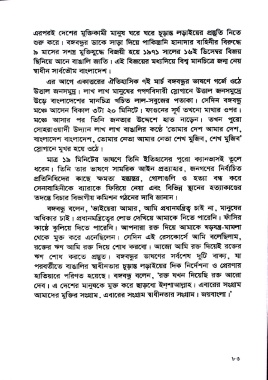 এরপরই দেশের মুক্তিকামী মানুষ ঘরে ঘরে চূড়ান্ত লড়াইয়ের প্রস্তুতি নিতে
শুরু করে। বঙ্গবন্ধুর ডাকে সাড়া দিয়ে পাকিস্তানি হানাদার বাহিনীর বিরুদ্ধে
৯ মাসের সশস্ত্র মুক্তিযুদ্ধে বিজয়ী হয়ে ১৯৭১ সালের ১৬ই ডিসেম্বর বিজয়
ছিনিয়ে আনে বাঙালি জাতি। এই বিজয়ের মধ্যদিয়ে বিশ্ব মানচিত্রে জন্ম নেয়
স্বাধীন সার্বভৌম বাংলাদেশ।
এর আগে একাত্তরের ঐতিহাসিক ৭ই মার্চ বঙ্গবন্ধুর ভাষণে গর্জে ওঠে
উত্তাল জনসমুদ্র। লাখ লাখ মানুষের গগণবিদারী স্লোগানে উত্তাল জনসমুদ্রে
উড়ে বাংলাদেশের মানচিত্র খচিত লাল-সবুজের পতাকা। সেদিন বঙ্গবন্ধু
মঞ্চে আসেন বিকাল ৩টা ২০ মিনিটে। ফাগুনের সূর্য তখনো মাথার ওপর।
মঞ্চে আসার পর তিনি জনতার উদ্দেশে হাত নাড়েন। তখন পুরো
সোহরাওয়ার্দী উদ্যান লাখ লাখ বাঙালির কণ্ঠে ‘তোমার দেশ আমার দেশ,
বাংলাদেশ বাংলাদেশ, তোমার নেতা আমার নেতা শেখ মুজিব, শেখ মুজিব’
স্লোগানে মুখর হয়ে ওঠে।
মাত্র ১৯ মিনিটের ভাষণে তিনি ইতিহাসের পুরো ক্যানভাসই তুলে
ধরেন। তিনি তার ভাষণে সামরিক আইন প্রত্যাহার, জনগণের নির্বাচিত
প্রতিনিধিদের কাছে ক্ষমতা হস্তান্তর, গোলাগুলি ও হত্যা বন্ধ করে
সেনাবাহিনীকে ব্যারাকে ফিরিয়ে নেয়া এবং বিভিন্ন স্থানের হত্যাকাণ্ডের
তদন্তে বিচার বিভাগীয় কমিশন গঠনের দাবি জানান।
বঙ্গবন্ধু বলেন, ‘ভাইয়েরা আমার, আমি প্রধানমন্ত্রিত্ব চাই না, মানুষের
অধিকার চাই। প্রধানমন্ত্রিত্বের লোভ দেখিয়ে আমাকে নিতে পারেনি। ফাঁসির
কাষ্ঠে ঝুলিয়ে দিতে পারেনি। আপনারা রক্ত দিয়ে আমাকে ষড়যন্ত্র-মামলা
থেকে মুক্ত করে এনেছিলেন। সেদিন এই রেসকোর্সে আমি বলেছিলাম,
রক্তের ঋণ আমি রক্ত দিয়ে শোধ করবো। আজো আমি রক্ত দিয়েই রক্তের
ঋণ শোধ করতে প্রস্তুত। বঙ্গবন্ধুর ভাষণের সর্বশেষ দুটি বাক্য, যা
পরবর্তীতে বাঙালির স্বাধীনতার চূড়ান্ত লড়াইয়ের দিক নির্দেশনা ও প্রেরণার
হাতিয়ারে পরিণত হয়েছে। বঙ্গবন্ধু বলেন, ‘রক্ত যখন দিয়েছি রক্ত আরো
দেব। এ দেশের মানুষকে মুক্ত করে ছাড়বো ইন্‌শাআল্লাহ। এবারের সংগ্রাম
আমাদের মুক্তির সংগ্রাম, এবারের সংগ্রাম স্বাধীনতার সংগ্রাম। জয়বাংলা।’